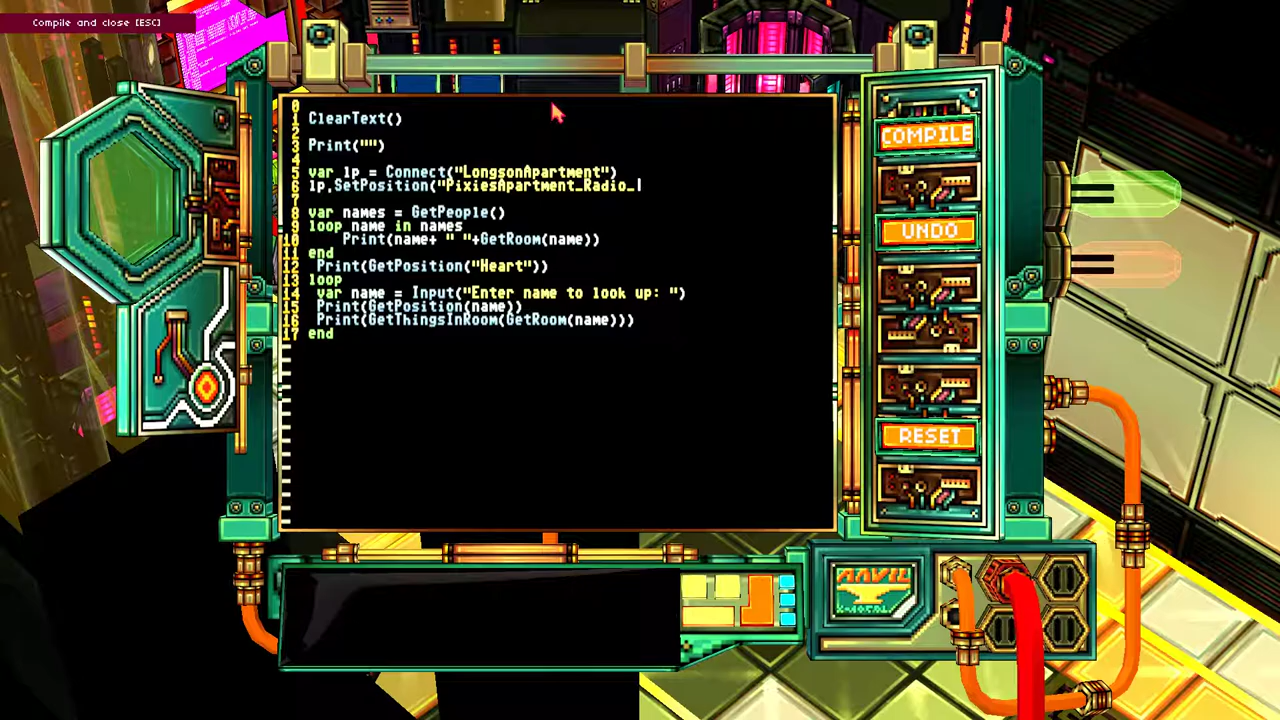 Compile and close [ESC]
0
1 ClearText()
2
3 Print("")
4
5 var lp = Connect("LongsonApartment")
6 lp.SetPosition("PixiesApartment_Radio_
7
8 var names = GetPeople()
9 loop name in names
10 Print(name+ " "+GetRoom(name))
11 end
12 Print(GetPosition("Heart"))
13 loop
14 var name = Input("Enter name to look up: ")
15 Print(GetPosition(name))
16 Print(GetThingsInRoom(GetRoom(name)))
17 end
COMPILE
UNDO
RESET
ANVIL